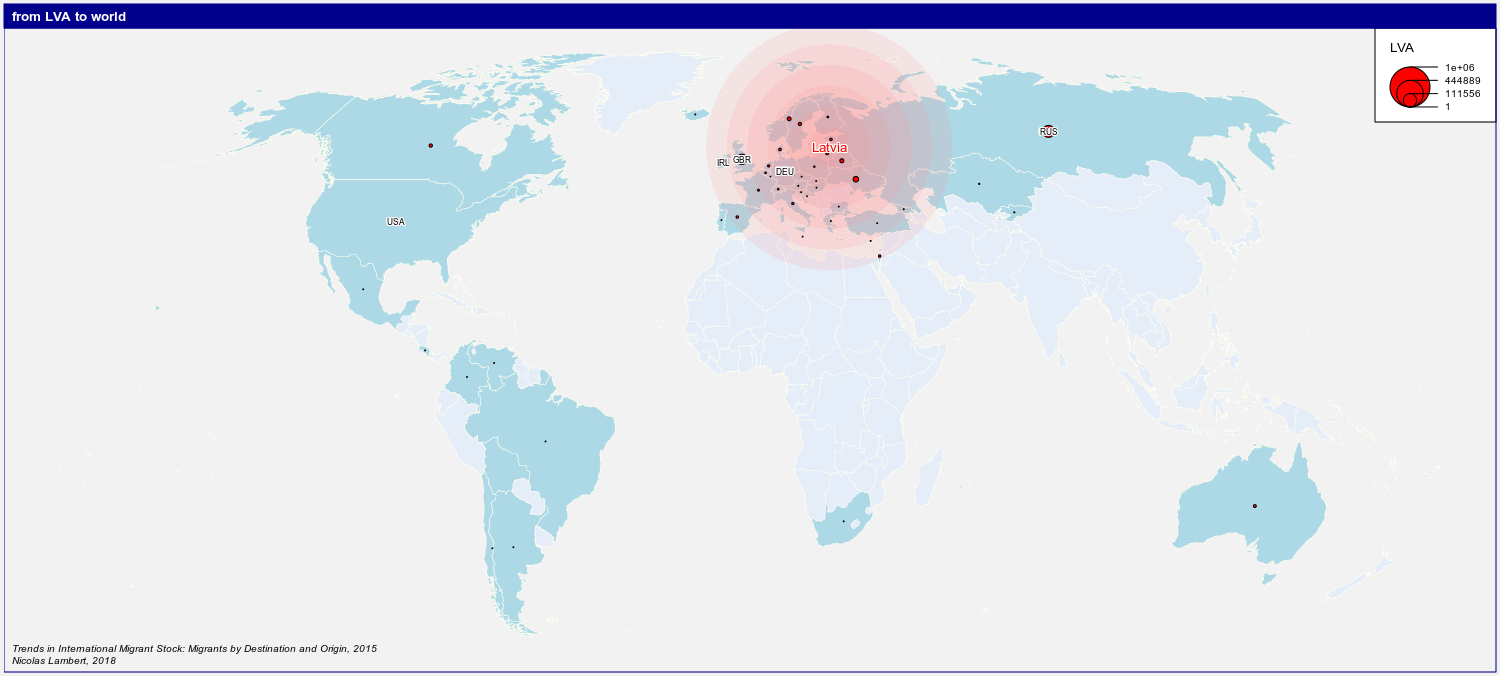 from LVA to world
LVA
1e+06
444889
111556
1
RUS
Latvia
IRL
GBR
DEU
USA
Trends in International Migrant Stock: Migrants by Destination and Origin, 2015
Nicolas Lambert, 2018